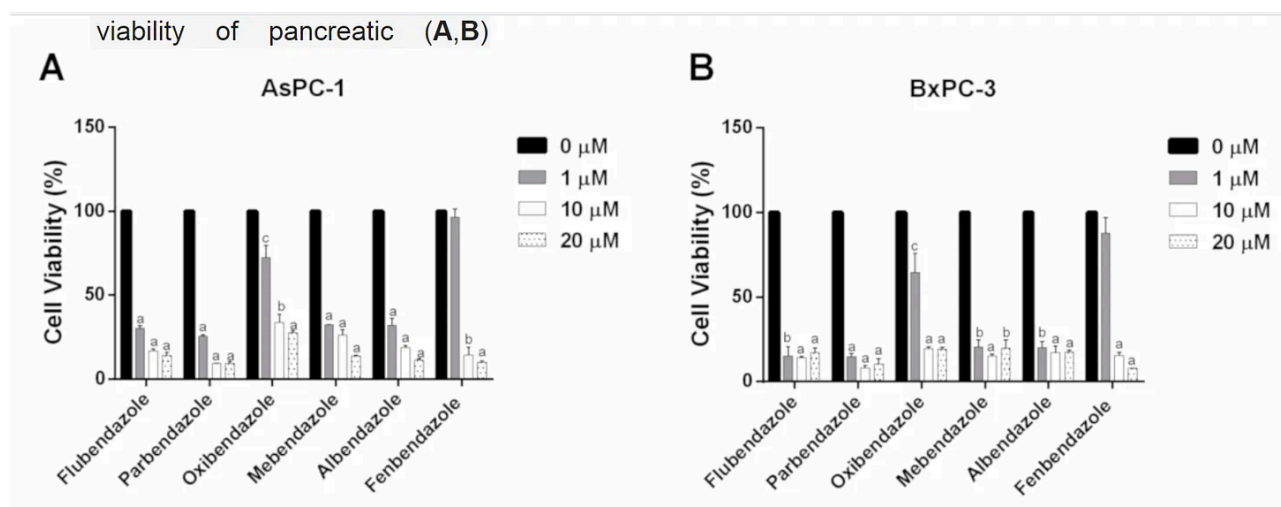 viability of pancreatic (A,B)
A
AsPC-1
Cell Viability (%)
150
100
50
0
0 μM
1 μM
10 μM
20 μM
a a a
a a a
c b a
a a a
a a a
b a
Flubendazole
Parbendazole
Oxibendazole
Mebendazole
Albendazole
Fenbendazole
B
BxPC-3
Cell Viability (%)
150
100
50
0
0 μM
1 μM
10 μM
20 μM
b a a
a a a
c a a
b a b
b a a
a a
Flubendazole
Parbendazole
Oxibendazole
Mebendazole
Albendazole
Fenbendazole